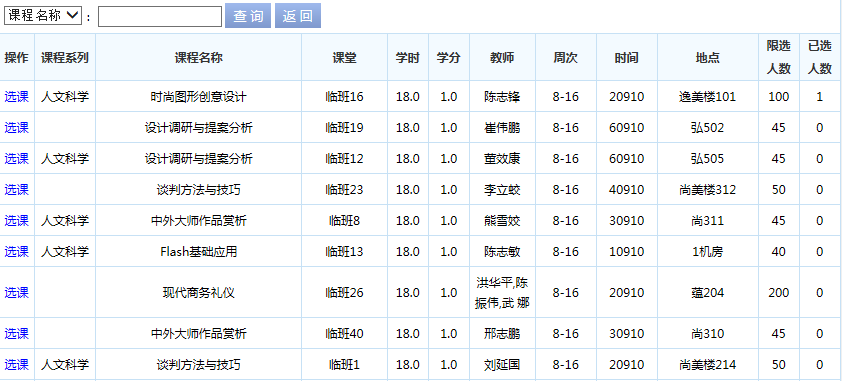 课程名称 : 查 询 返 回
操作 课程系列 课程名称 课堂 学时 学分 教师 周次 时间 地点 限选人数 已选人数
选课 人文科学 时尚图形创意设计 临班16 18.0 1.0 陈志锋 8-16 20910 逸美楼101 100 1
选课 设计调研与提案分析 临班19 18.0 1.0 崔伟鹏 8-16 60910 弘502 45 0
选课 人文科学 设计调研与提案分析 临班12 18.0 1.0 董效康 8-16 60910 弘505 45 0
选课 谈判方法与技巧 临班23 18.0 1.0 李立蛟 8-16 40910 尚美楼312 50 0
选课 人文科学 中外大师作品赏析 临班8 18.0 1.0 熊雪姣 8-16 30910 尚311 45 0
选课 人文科学 Flash基础应用 临班13 18.0 1.0 陈志敏 8-16 10910 1机房 40 0
选课 现代商务礼仪 临班26 18.0 1.0 洪华平,陈振伟,武 娜 8-16 20910 蕴204 200 0
选课 中外大师作品赏析 临班40 18.0 1.0 邢志鹏 8-16 30910 尚310 45 0
选课 人文科学 谈判方法与技巧 临班1 18.0 1.0 刘延国 8-16 20910 尚美楼214 50 0